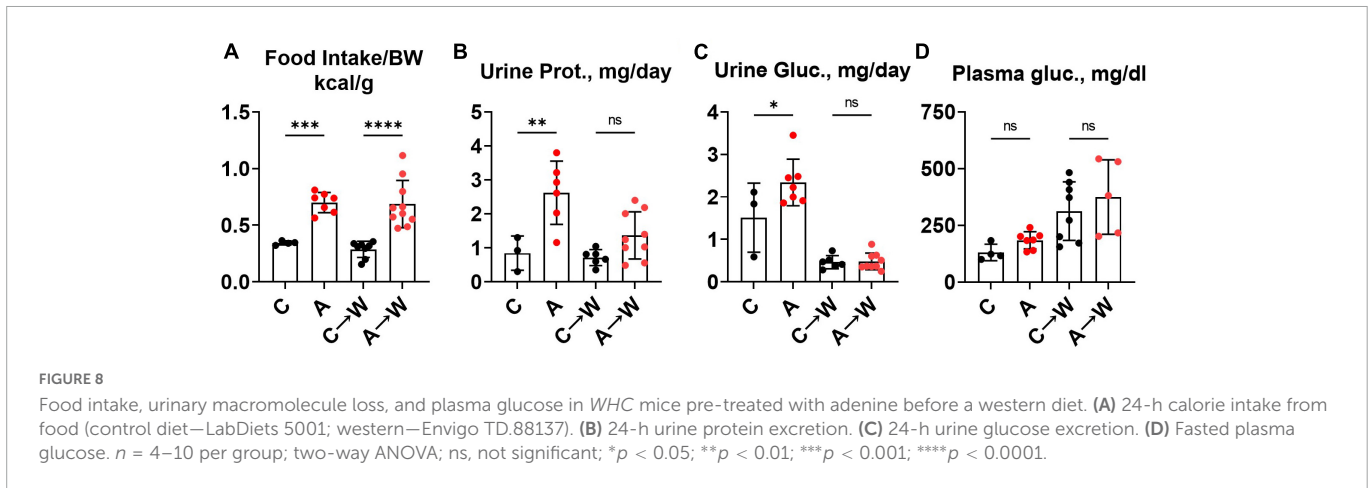 A Food Intake/BW
kcal/g
1.5
1.0
0.5
0.0
***
****
C
A
C→W
A→W
B Urine Prot., mg/day
5
4
3
2
1
0
**
ns
C
A
C→W
A→W
C Urine Gluc., mg/day
4
3
2
1
0
*
ns
C
A
C→W
A→W
D Plasma gluc., mg/dl
750
500
250
0
ns
ns
C
A
C→W
A→W
FIGURE 8
Food intake, urinary macromolecule loss, and plasma glucose in WHC mice pre-treated with adenine before a western diet. (A) 24-h calorie intake from
food (control diet—LabDiets 5001; western—Envigo TD.88137). (B) 24-h urine protein excretion. (C) 24-h urine glucose excretion. (D) Fasted plasma
glucose. n = 4–10 per group; two-way ANOVA; ns, not significant; *p < 0.05; **p < 0.01; ***p < 0.001; ****p < 0.0001.